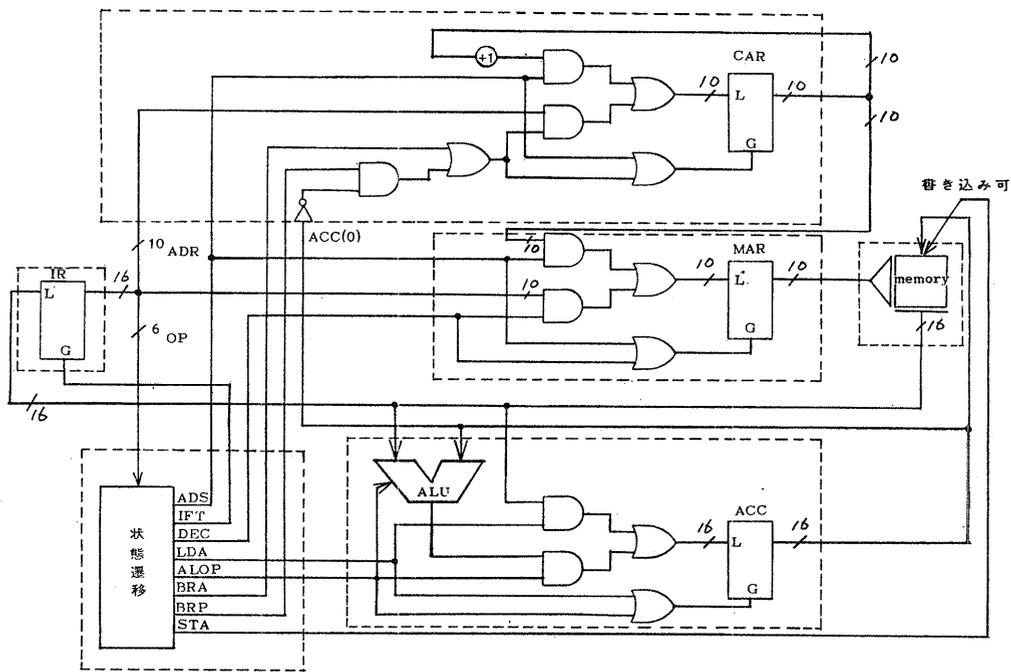 +1
CAR
10
10
L
10
10
G
書き込み可
ACC(0)
10
ADR
10
MAR
10
L
10
memory
IR
16
L
10
G
16
6
OP
G
16
ALU
ADS
IFT
DEC
LDA
ALOP
BRA
BRP
STA
状
態
遷
移
ACC
16
L
16
G